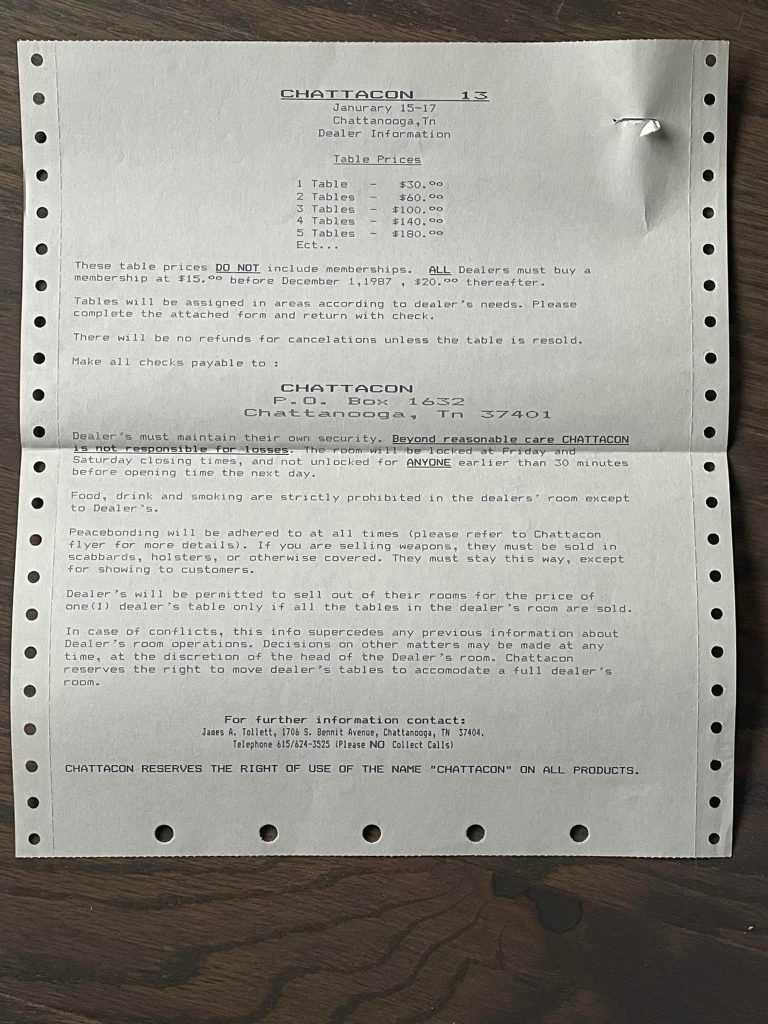 CHATTACON 13
Janurary 15-17
Chattanooga,Tn
Dealer Information
Table Prices
1 Table - $30.00
2 Tables - $60.00
3 Tables - $100.00
4 Tables - $140.00
5 Tables - $180.00
Ect...
These table prices DO NOT include memberships. ALL Dealers must buy a
membership at $15.00 before December 1,1987 , $20.00 thereafter.
Tables will be assigned in areas according to dealer's needs. Please
complete the attached form and return with check.
There will be no refunds for cancelations unless the table is resold.
Make all checks payable to :
CHATTACON
P.O. Box 1632
Chattanooga, Tn 37401
Dealer's must maintain their own security. Beyond reasonable care CHATTACON
is not responsible for losses. The room will be locked at Friday and
Saturday closing times, and not unlocked for ANYONE earlier than 30 minutes
before opening time the next day.
Food, drink and smoking are strictly prohibited in the dealers' room except
to Dealer's.
Peacebonding will be adhered to at all times (please refer to Chattacon
flyer for more details). If you are selling weapons, they must be sold in
scabbards, holsters, or otherwise covered. They must stay this way, except
for showing to customers.
Dealer's will be permitted to sell out of their rooms for the price of
one(1) dealer's table only if all the tables in the dealer's room are sold.
In case of conflicts, this info supercedes any previous information about
Dealer's room operations. Decisions on other matters may be made at any
time, at the discretion of the head of the Dealer's room. Chattacon
reserves the right to move dealer's tables to accomodate a full dealer's
room.
For further information contact:
James A. Tollett, 1706 S. Bennit Avenue, Chattanooga, TN 37404.
Telephone 615/624-3525 (Please NO Collect Calls)
CHATTACON RESERVES THE RIGHT OF USE OF THE NAME "CHATTACON" ON ALL PRODUCTS.